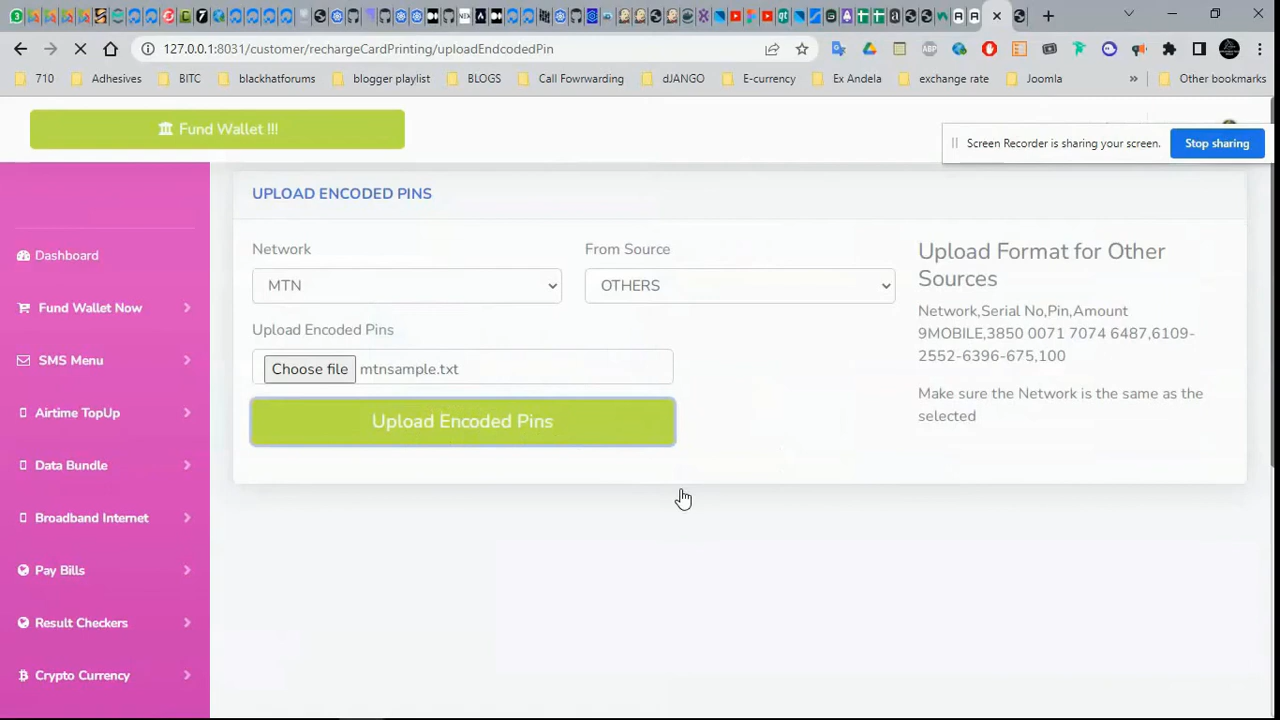 127.0.0.1:8031/customer/rechargeCardPrinting/uploadEndcodedPin
710
Adhesives
BITC
blackhatforums
blogger playlist
BLOGS
Call Fowrwarding
dJANGO
E-currency
Ex Andela
exchange rate
Joomla
»
Other bookmarks
Fund Wallet !!!
Screen Recorder is sharing your screen.
Stop sharing
UPLOAD ENCODED PINS
Network
From Source
MTN
OTHERS
Upload Encoded Pins
Choose file mtnsample.txt
Upload Encoded Pins
Upload Format for Other
Sources
Network,Serial No,Pin,Amount
9MOBILE,3850 0071 7074 6487,6109-
2552-6396-675,100
Make sure the Network is the same as the
selected
Dashboard
Fund Wallet Now
SMS Menu
Airtime TopUp
Data Bundle
Broadband Internet
Pay Bills
Result Checkers
Crypto Currency